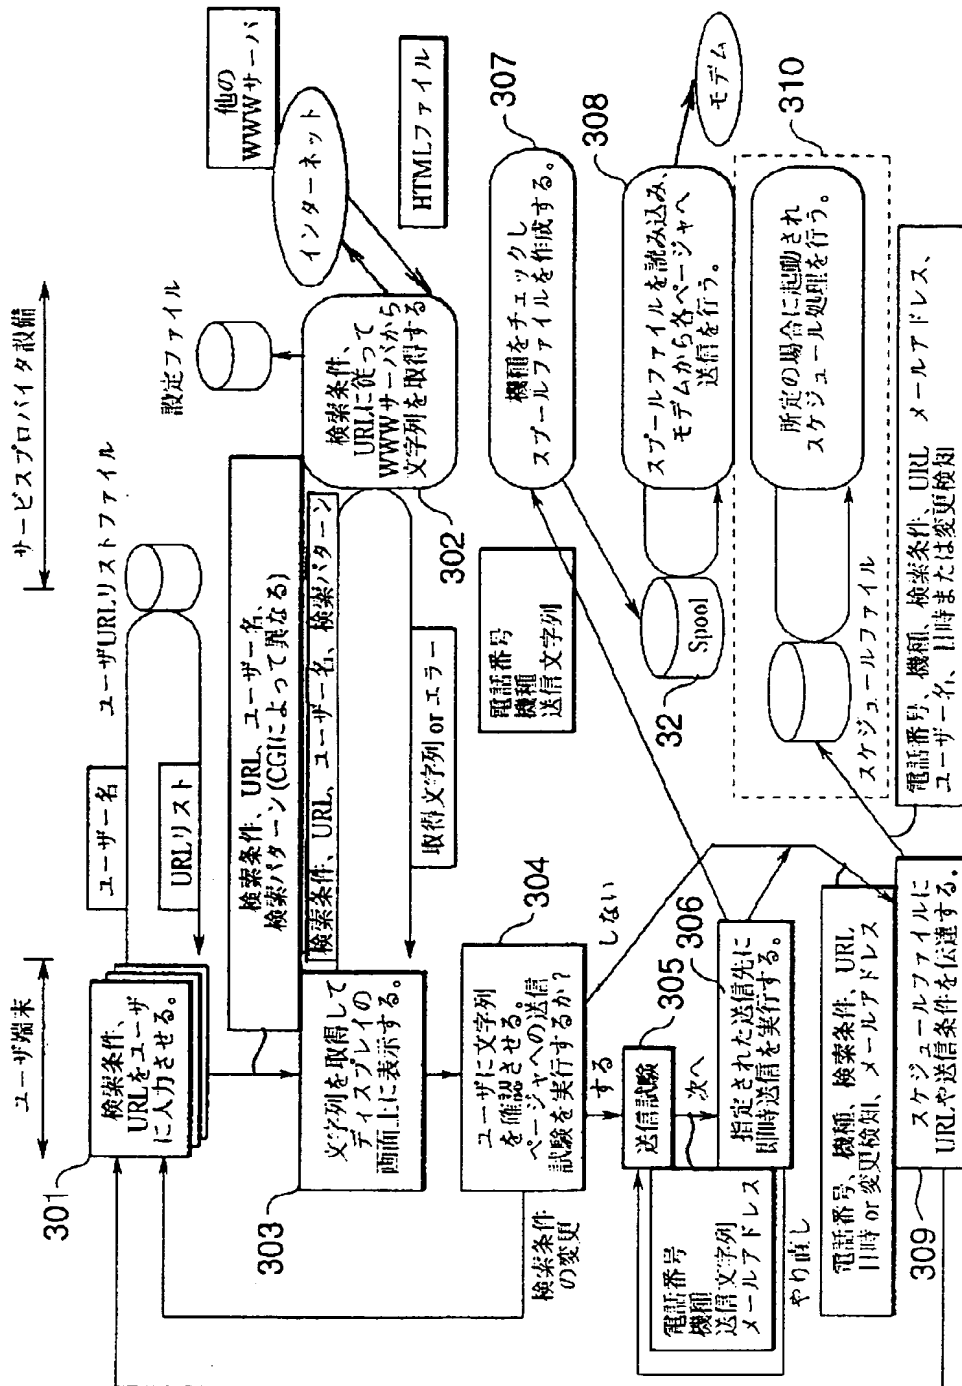 ユーザ端末
サービスプロバイダ設備
301
検索条件、
URLをユーザ
に入力させる。
ユーザー名
URLリスト
ユーザURLリストファイル
設定ファイル
他の
WWWサーバ
インターネット
HTMLファイル
検索条件、URL、ユーザー名、
検索パターン(CGIによって異なる)
検索条件、URL、ユーザー名、検索パターン
検索条件、
URLに従って
WWWサーバから
文字列を取得する
302
303
文字列を取得して
ディスプレイの
画面上に表示する。
取得文字列 or エラー
304
ユーザに文字列
を確認させる。
ページャへの送信
試験を実行するか?
検索条件
の変更
する
しない
電話番号
機種
送信文字列
307
機種をチェックし
スプールファイルを作成する。
305
送信試験
次へ
306
指定された送信先に
即時送信を実行する。
電話番号
機種
送信文字列
メールアドレス
やり直し
32
Spool
308
スプールファイルを読み込み、
モデムから各ページャへ
送信を行う。
モデム
310
所定の場合に起動され
スケジュール処理を行う。
スケジュールファイル
電話番号、機種、検索条件、URL
日時 or 変更検知、メールアドレス
309
スケジュールファイルに
URLや送信条件を伝達する。
電話番号、機種、検索条件、URL メールアドレス、
ユーザー名、日時または変更検知